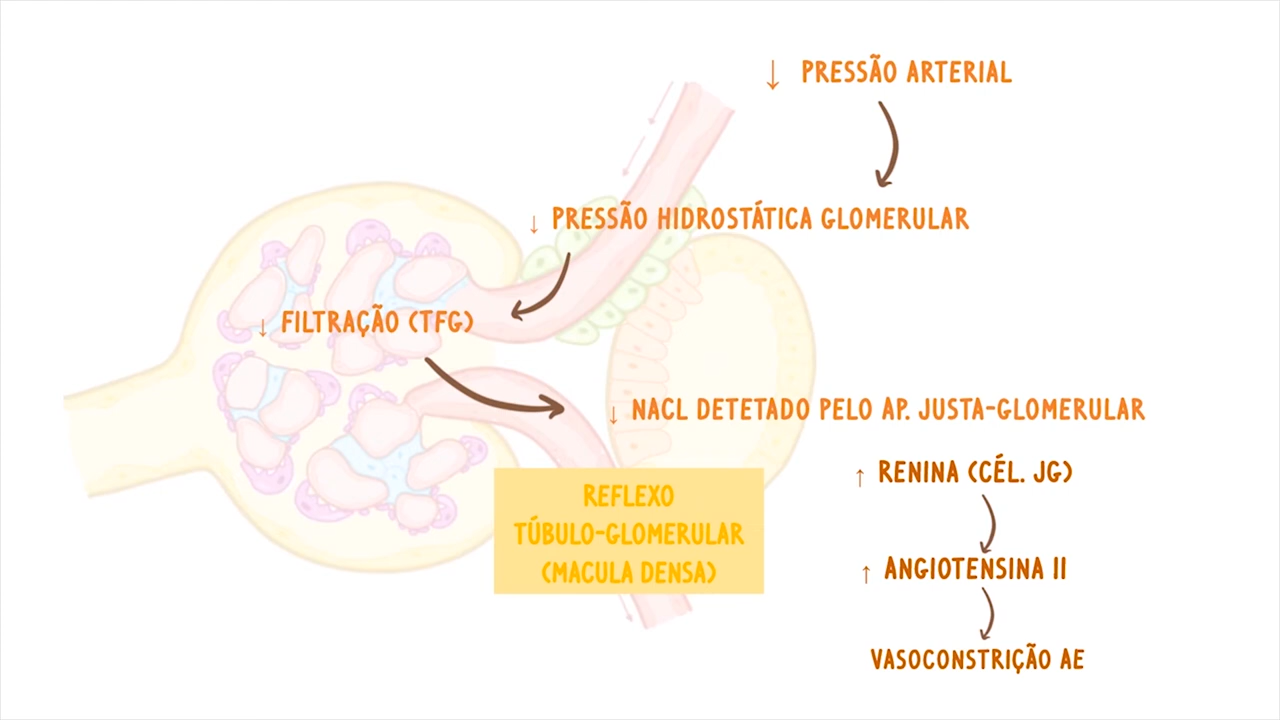 ↓ PRESSÃO ARTERIAL
↓ PRESSÃO HIDROSTÁTICA GLOMERULAR
↓ FILTRAÇÃO (TFG)
↓ NACL DETETADO PELO AP. JUSTA-GLOMERULAR
↑ RENINA (CÉL. JG)
REFLEXO
TÚBULO-GLOMERULAR
(MACULA DENSA)
↑ ANGIOTENSINA II
VASOCONSTRIÇÃO AE